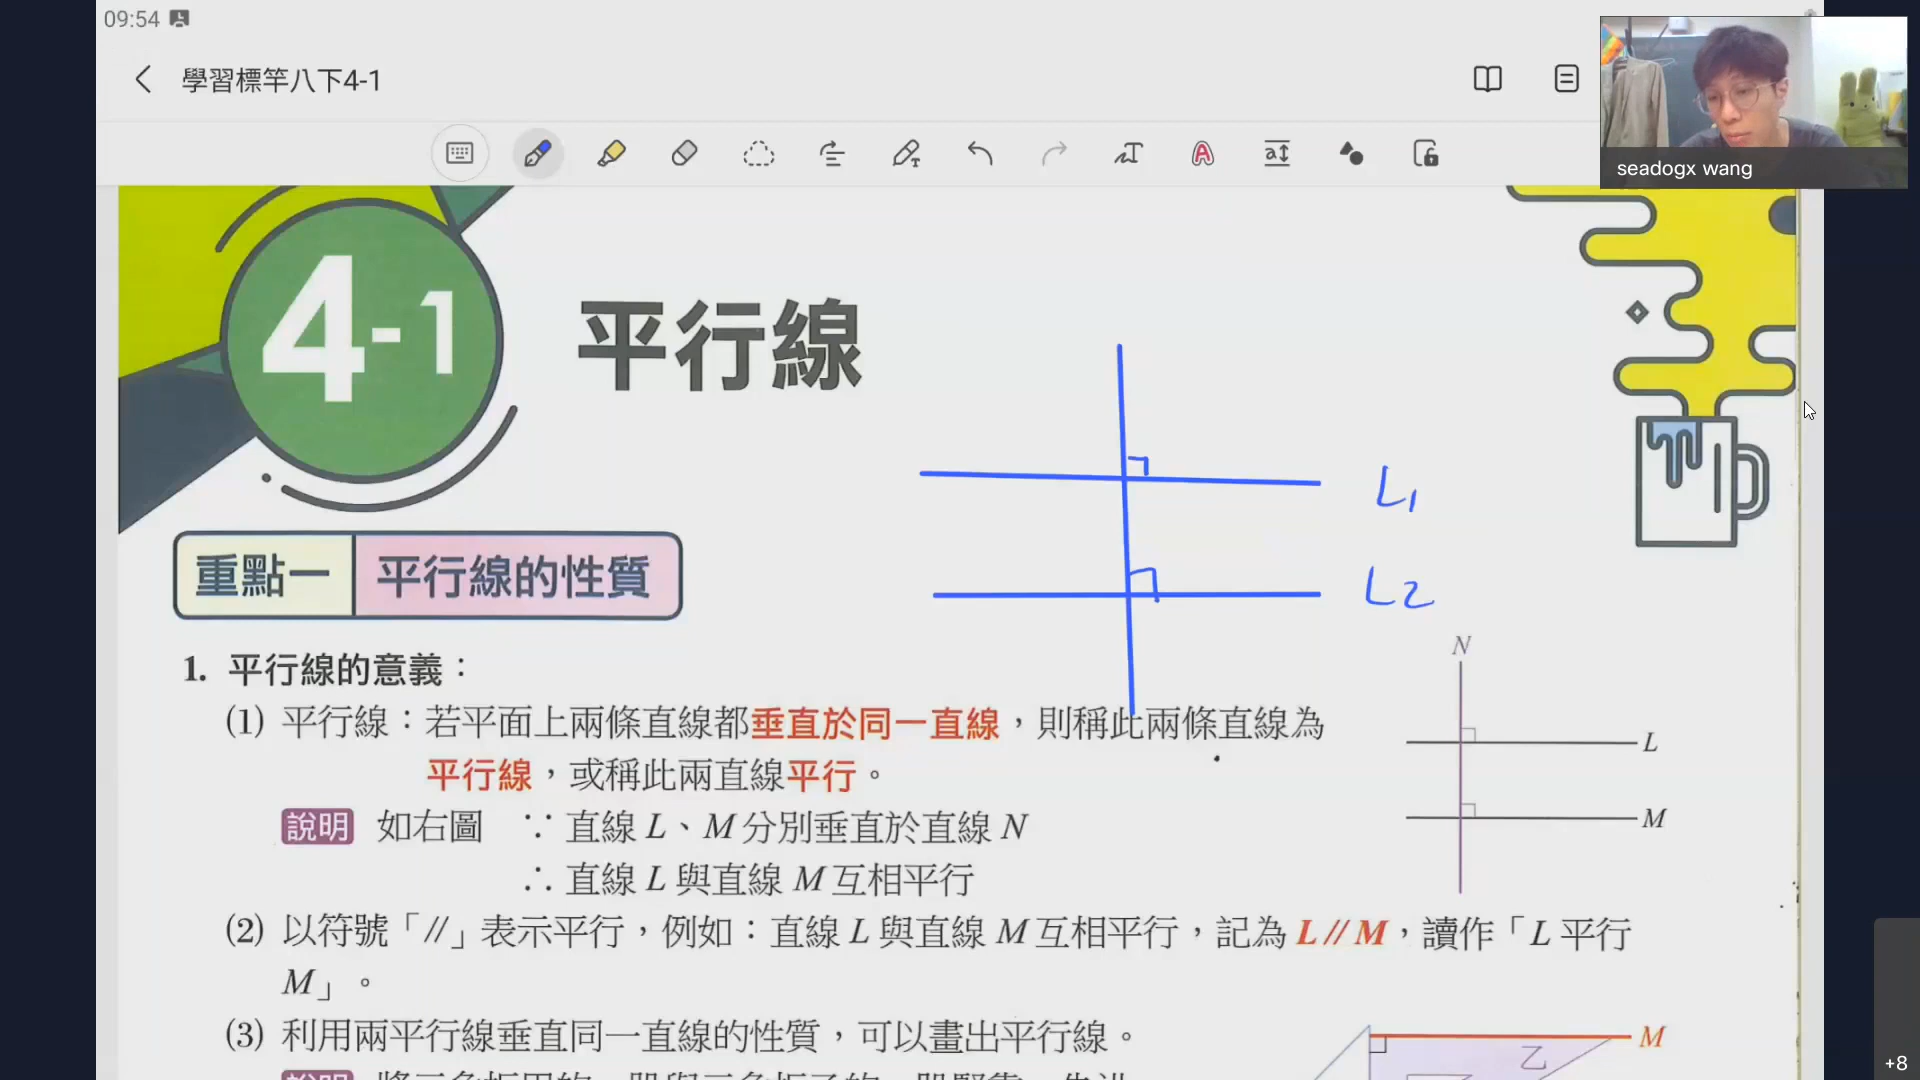 09:54
學習標竿八下4-1
seadogx wang
4-1
平行線
L1
L2
重點一 平行線的性質
N
1. 平行線的意義：
(1) 平行線：若平面上兩條直線都垂直於同一直線，則稱此兩條直線為
平行線，或稱此兩直線平行。
L
M
說明 如右圖 ∵ 直線 L、M 分別垂直於直線 N
∴ 直線 L 與直線 M 互相平行
(2) 以符號「//」表示平行，例如：直線 L 與直線 M 互相平行，記為 L // M，讀作「L 平行
M」。
(3) 利用兩平行線垂直同一直線的性質，可以畫出平行線。
M
乙
+8